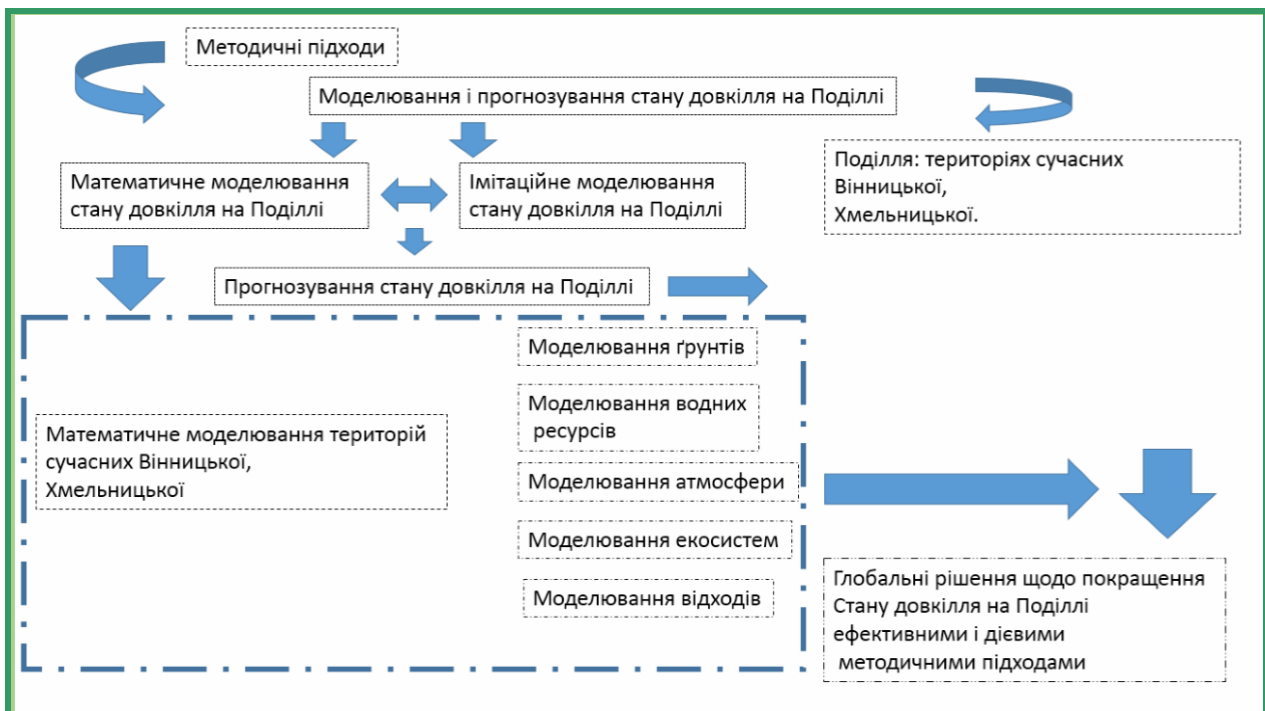 Методичні підходи
Моделювання і прогнозування стану довкілля на Поділлі
Поділля: територіях сучасних
Вінницької,
Хмельницької.
Математичне моделювання
стану довкілля на Поділлі
Імітаційне моделювання
стану довкілля на Поділлі
Прогнозування стану довкілля на Поділлі
Математичне моделювання територій
сучасних Вінницької,
Хмельницької
Моделювання ґрунтів
Моделювання водних
ресурсів
Моделювання атмосфери
Моделювання екосистем
Моделювання відходів
Глобальні рішення щодо покращення
Стану довкілля на Поділлі
ефективними і дієвими
методичними підходами